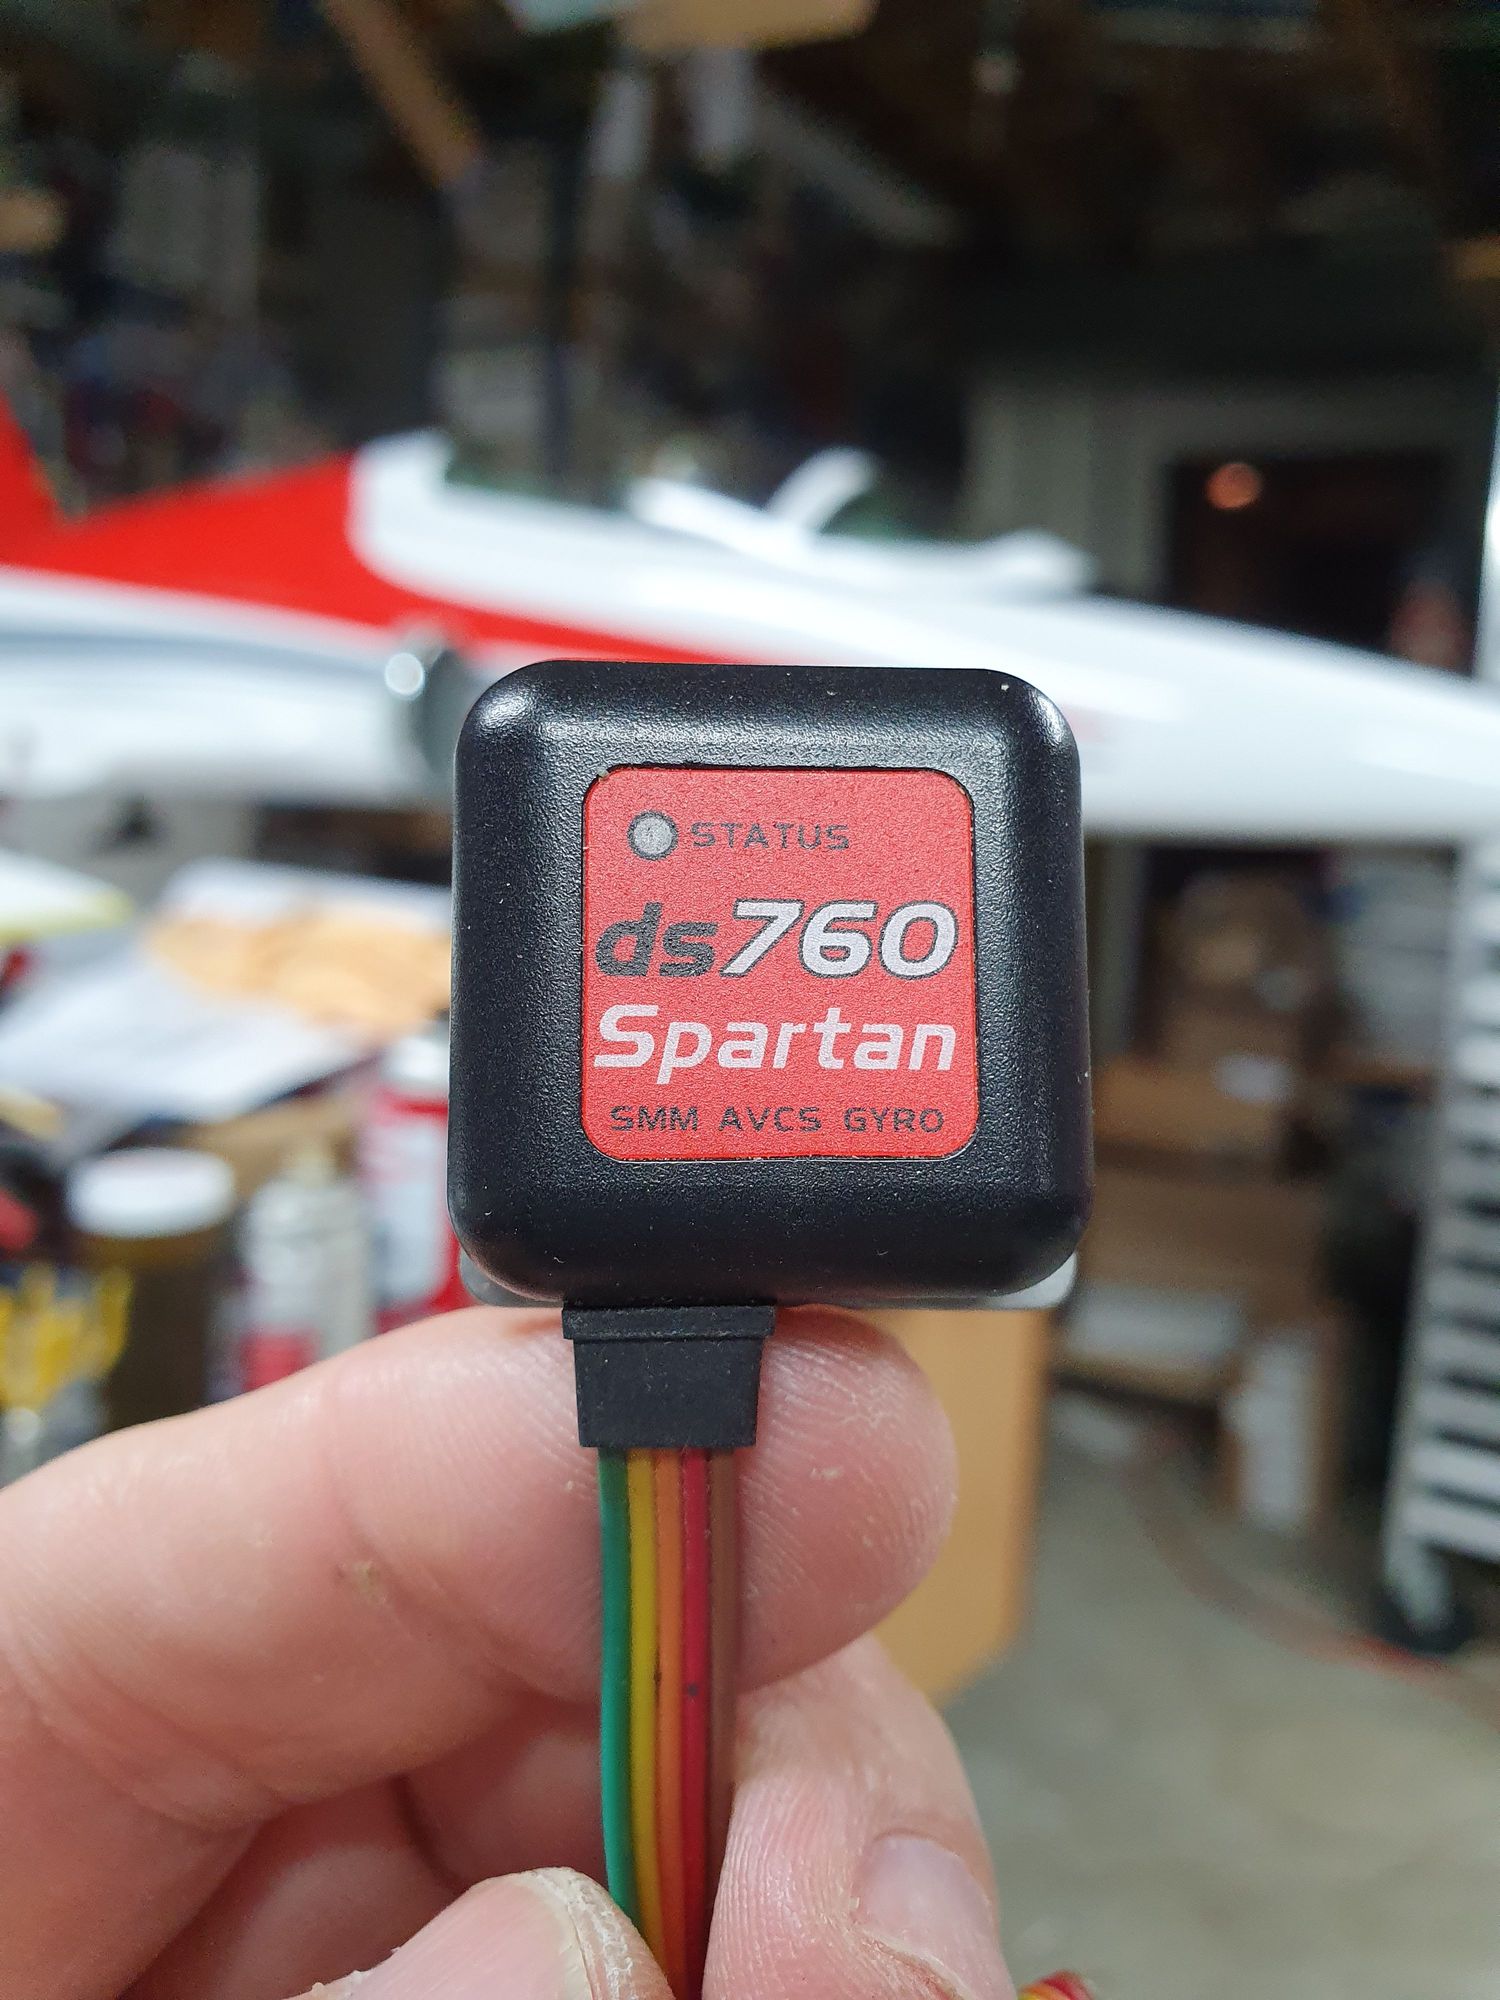 STATUS
ds760
Spartan
SMM AVCS GYRO